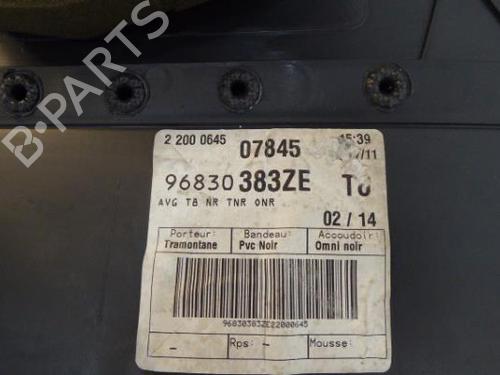 B-PARTS
2 200 0645
07845
15:39
96830 383ZE T0
AVG TB NR TNR ONR
02 / 14
Porteur: Bandeau: Accoudoir:
Tramontane Pvc Noir Omni noir
96830383ZE22000645
- Rps: - Mousse: